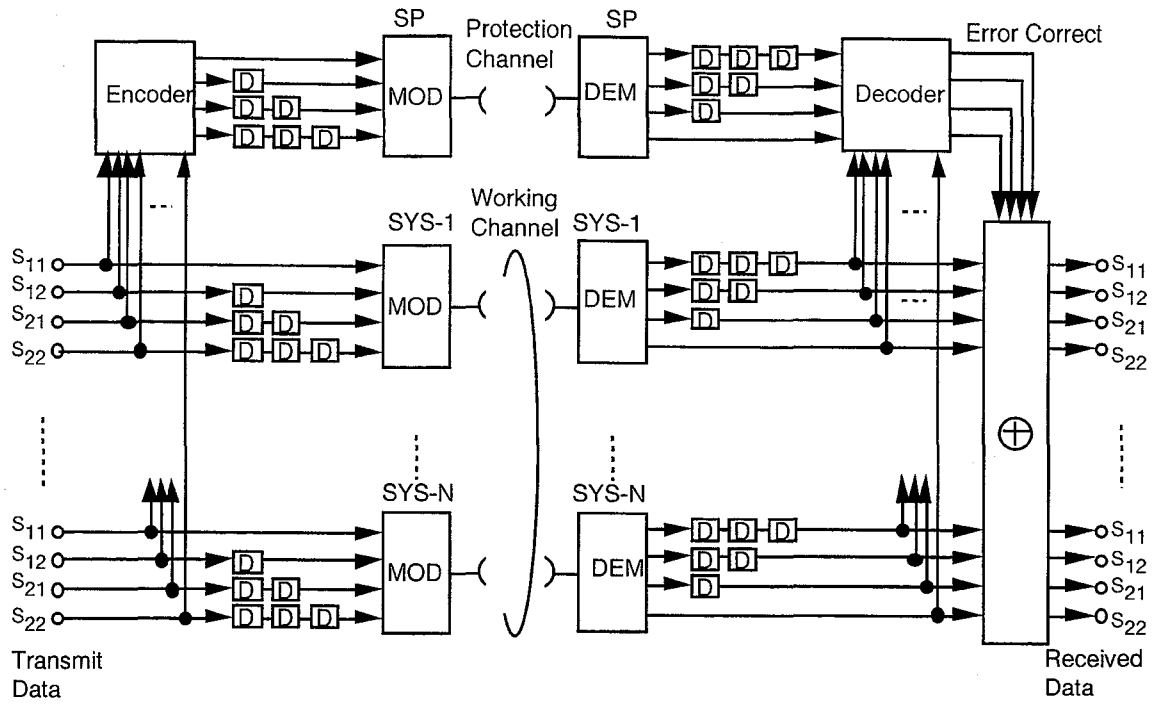 SP
Protection
Channel
SP
Error Correct
Encoder
D
D D
D D D
MOD
DEM
D D D
D D
D
Decoder
SYS-1
Working
Channel
SYS-1
S11
S12
S21
S22
D
D D
D D D
MOD
DEM
D D D
D D
D
S11
S12
S21
S22
SYS-N
SYS-N
S11
S12
S21
S22
D
D D
D D D
MOD
DEM
D D D
D D
D
S11
S12
S21
S22
Transmit
Data
Received
Data